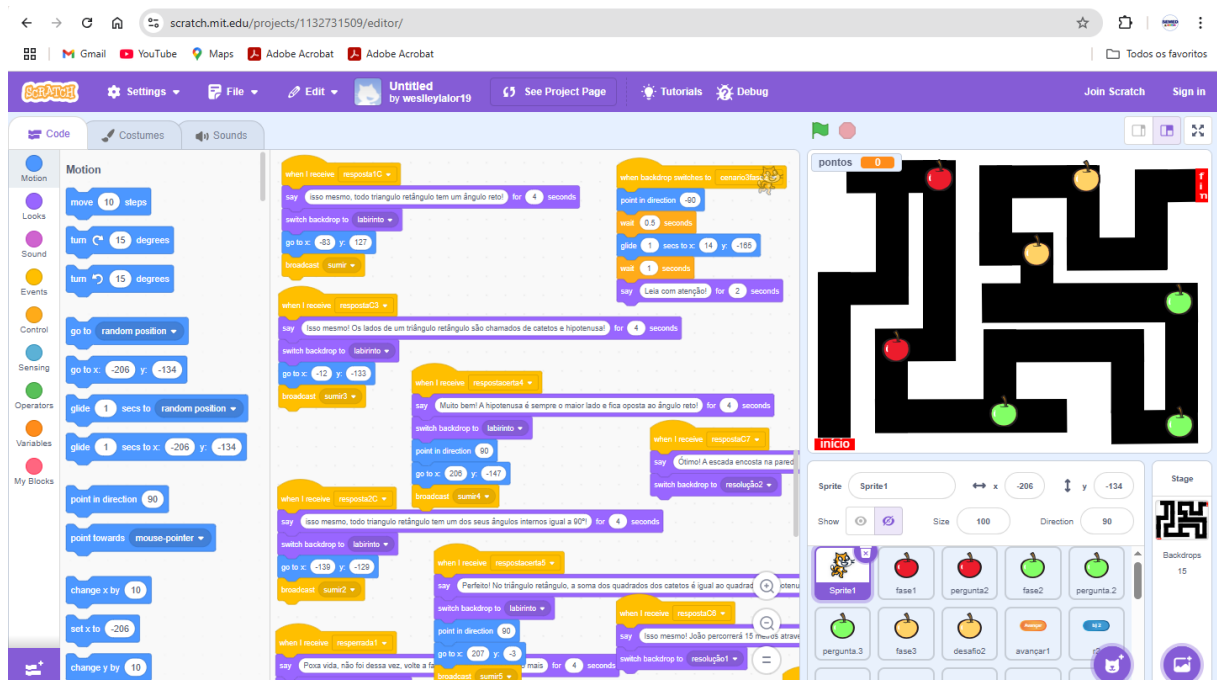 scratch.mit.edu/projects/1132731509/editor/
Gmail YouTube Maps Adobe Acrobat Adobe Acrobat Todos os favoritos
SCRATCH Settings File Edit Untitled by weslleylalor19 See Project Page Tutorials Debug Join Scratch Sign in
Code Costumes Sounds
Motion
Looks
Sound
Events
Control
Sensing
Operators
Variables
My Blocks
Motion
move 10 steps
turn 15 degrees
turn 15 degrees
go to random position
go to x: -206 y: -134
glide 1 secs to random position
glide 1 secs to x: -206 y: -134
point in direction 90
point towards mouse-pointer
change x by 10
set x to -206
change y by 10
when I receive resposta1C
say Isso mesmo, todo triangulo retângulo tem um ângulo reto! for 4 seconds
switch backdrop to labirinto
go to x: -83 y: 127
broadcast sumir
when backdrop switches to
point in direction -90
wait 0.5 seconds
glide 1 secs to x: 14 y: -165
wait 1 seconds
say Leia com atenção! for 2 seconds
when I receive respostaC3
say Isso mesmo! Os lados de um triângulo retângulo são chamados de catetos e hipotenusa! for 4 seconds
switch backdrop to labirinto
go to x: -12 y: -133
broadcast sumir3
when I receive respostacerta4
say Muito bem! A hipotenusa é sempre o maior lado e fica oposta ao ângulo reto! for 4 seconds
switch backdrop to labirinto
point in direction 90
go to x: 206 y: -147
broadcast sumir4
when I receive respostaC7
say Ótimo! A escada encosta na pared
switch backdrop to resolução2
when I receive resposta2C
say isso mesmo, todo triangulo retângulo tem um dos seus ângulos internos igual a 90º! for 4 seconds
switch backdrop to labirinto
go to x: -139 y: -129
broadcast sumir2
when I receive respostacerta5
say Perfeito! No triângulo retângulo, a soma dos quadrados dos catetos é igual ao
switch backdrop to labirinto
point in direction 90
go to x: 207 y: -3
broadcast sumir5
when I receive respostaC6
say Isso mesmo! João percorrerá 15 metros
switch backdrop to resolução1
when I receive resperrada1
say Poxa vida, não foi dessa vez, volte a mais for 4 seconds
pontos 0
fim
início
Sprite Sprite1 x -206 y -134
Show Size 100 Direction 90
Sprite1 fase1 pergunta2 fase2 pergunta.2
pergunta.3 fase3 desafio2 avançar1
Stage
Backdrops
15